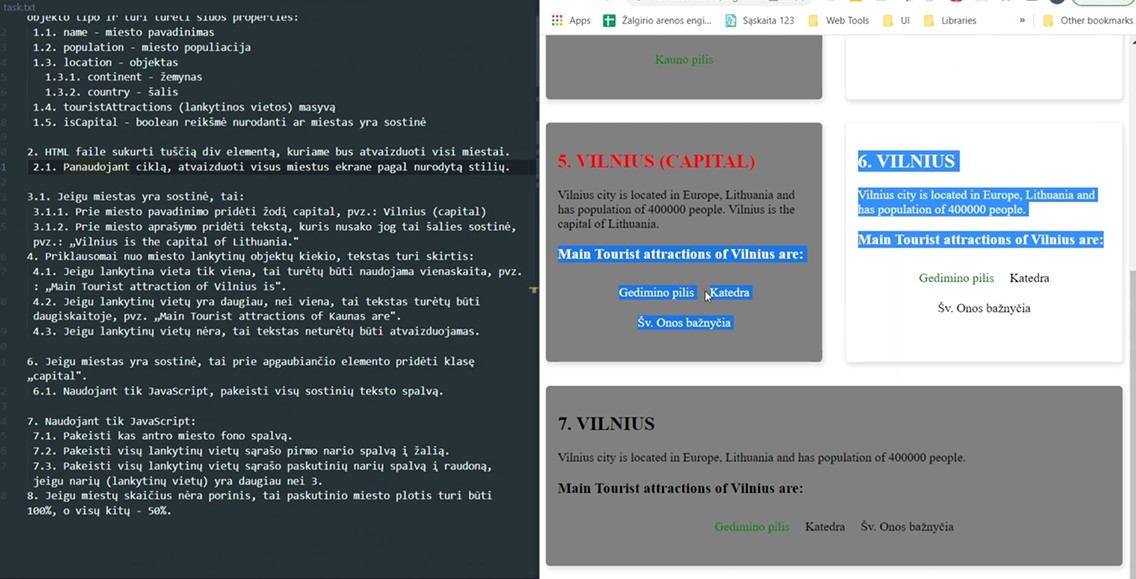 task.txt
objekto tipo ir turi turėti šiuos properties:
1.1. name - miesto pavadinimas
1.2. population - miesto populiacija
1.3. location - objektas
1.3.1. continent - žemynas
1.3.2. country - šalis
1.4. touristAttractions (lankytinos vietos) masyvą
1.5. isCapital - boolean reikšmė nurodanti ar miestas yra sostinė
2. HTML faile sukurti tuščią div elementą, kuriame bus atvaizduoti visi miestai.
2.1. Panaudojant ciklą, atvaizduoti visus miestus ekrane pagal nurodytą stilių.
3.1. Jeigu miestas yra sostinė, tai:
3.1.1. Prie miesto pavadinimo pridėti žodį capital, pvz.: Vilnius (capital)
3.1.2. Prie miesto aprašymo pridėti tekstą, kuris nusako jog tai šalies sostinė,
pvz.: „Vilnius is the capital of Lithuania."
4. Priklausomai nuo miesto lankytinų objektų kiekio, tekstas turi skirtis:
4.1. Jeigu lankytina vieta tik viena, tai turėtų būti naudojama vienaskaita, pvz.
: „Main Tourist attraction of Vilnius is".
4.2. Jeigu lankytinų vietų yra daugiau, nei viena, tai tekstas turėtų būti
daugiskaitoje, pvz. „Main Tourist attractions of Kaunas are".
4.3. Jeigu lankytinų vietų nėra, tai tekstas neturėtų būti atvaizduojamas.
6. Jeigu miestas yra sostinė, tai prie apgaubiančio elemento pridėti klasę
„capital".
6.1. Naudojant tik JavaScript, pakeisti visų sostinių teksto spalvą.
7. Naudojant tik JavaScript:
7.1. Pakeisti kas antro miesto fono spalvą.
7.2. Pakeisti visų lankytinų vietų sąrašo pirmo nario spalvą į žalią.
7.3. Pakeisti visų lankytinų vietų sąrašo paskutinių narių spalvą į raudoną,
jeigu narių (lankytinų vietų) yra daugiau nei 3.
8. Jeigu miestų skaičius nėra porinis, tai paskutinio miesto plotis turi būti
100%, o visų kitų - 50%.
Apps Žalgirio arenos engi... Sąskaita 123 Web Tools UI Libraries » Other bookmarks
Kauno pilis
5. VILNIUS (CAPITAL)
Vilnius city is located in Europe, Lithuania and
has population of 400000 people. Vilnius is the
capital of Lithuania.
Main Tourist attractions of Vilnius are:
Gedimino pilis Katedra
Šv. Onos bažnyčia
6. VILNIUS
Vilnius city is located in Europe, Lithuania and
has population of 400000 people.
Main Tourist attractions of Vilnius are:
Gedimino pilis Katedra
Šv. Onos bažnyčia
7. VILNIUS
Vilnius city is located in Europe, Lithuania and has population of 400000 people.
Main Tourist attractions of Vilnius are:
Gedimino pilis Katedra Šv. Onos bažnyčia